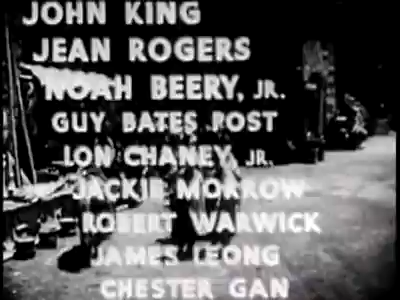 JOHN KING
JEAN ROGERS
NOAH BEERY, JR.
GUY BATES POST
LON CHANEY, JR.
JACKIE MORROW
ROBERT WARWICK
JAMES LEONG
CHESTER GAN